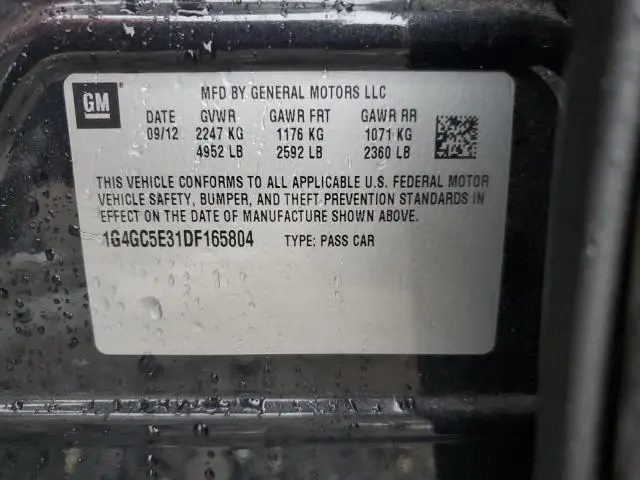 GM
®
MFD BY GENERAL MOTORS LLC
DATE GVWR GAWR FRT GAWR RR
09/12 2247 KG 1176 KG 1071 KG
4952 LB 2592 LB 2360 LB
THIS VEHICLE CONFORMS TO ALL APPLICABLE U.S. FEDERAL MOTOR
VEHICLE SAFETY, BUMPER, AND THEFT PREVENTION STANDARDS IN
EFFECT ON THE DATE OF MANUFACTURE SHOWN ABOVE.
1G4GC5E31DF165804 TYPE: PASS CAR